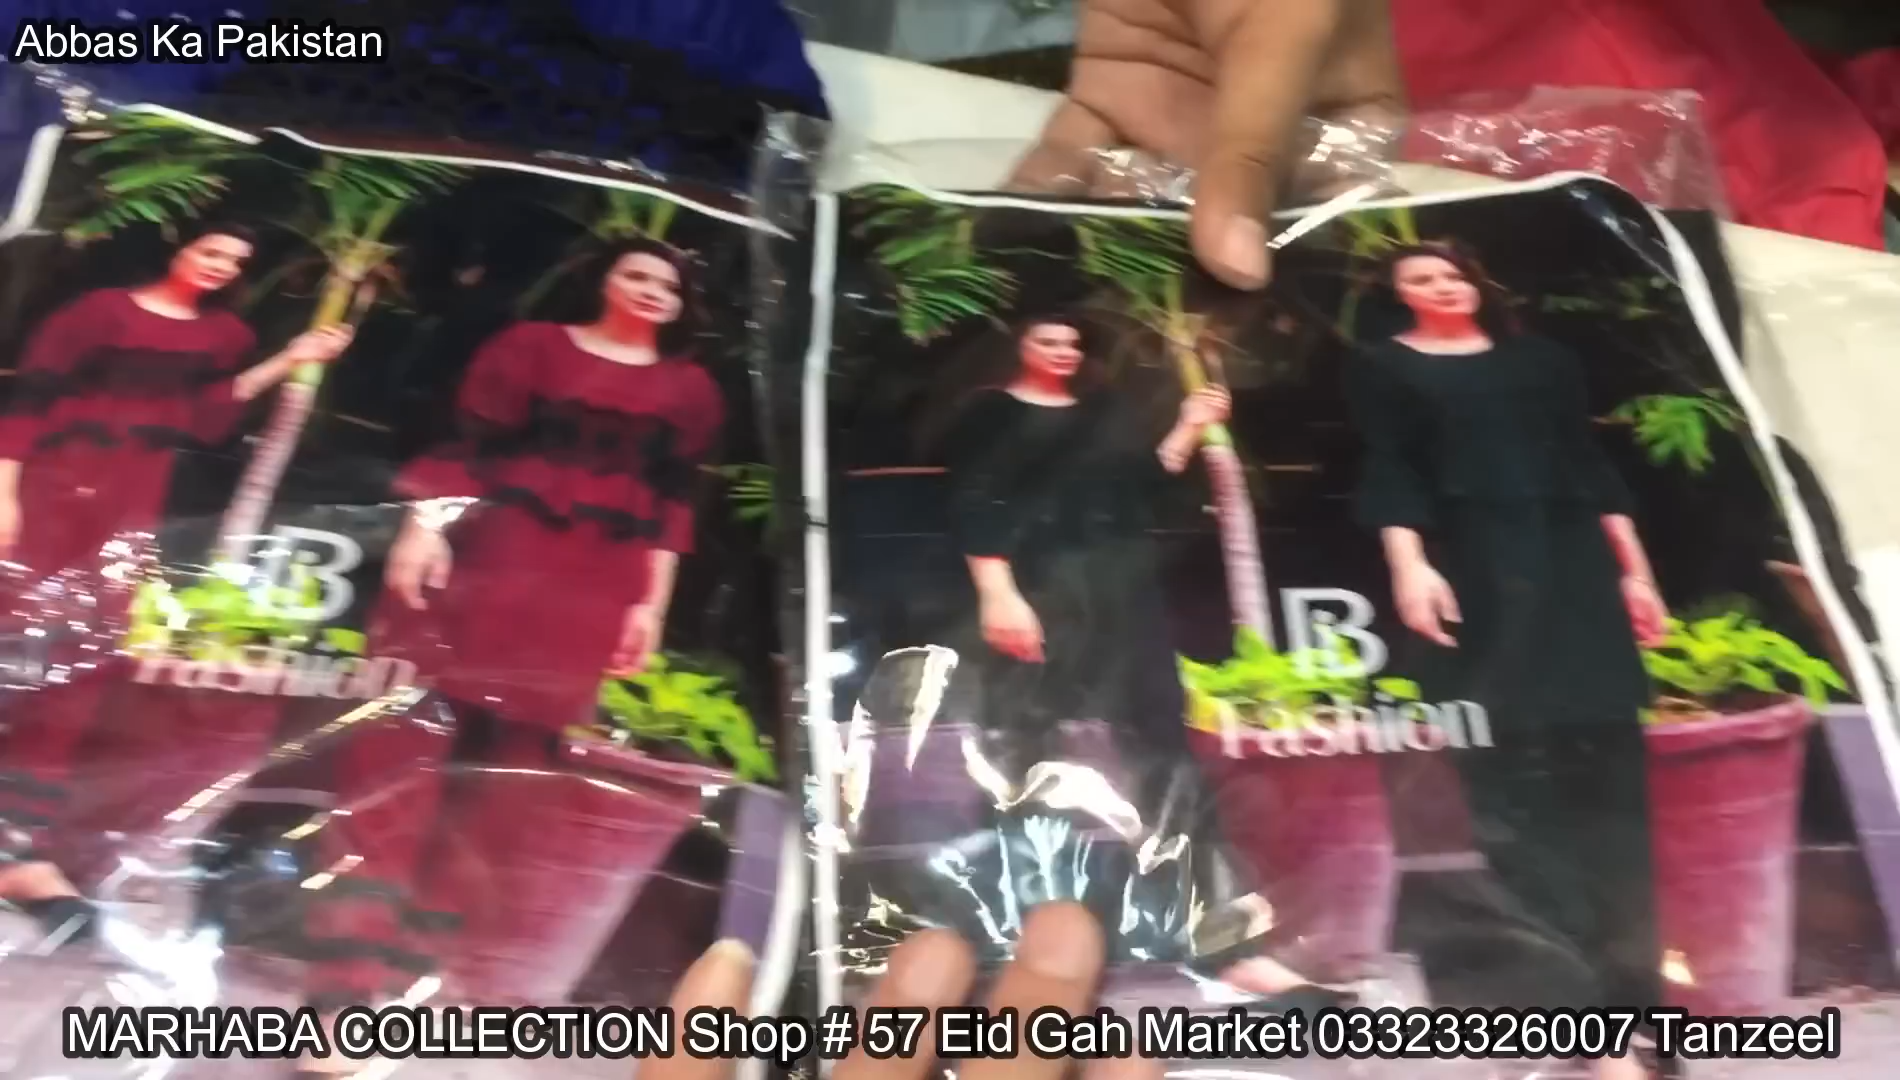 Abbas Ka Pakistan
B
Fashion
B
Fashion
MARHABA COLLECTION Shop # 57 Eid Gah Market 03323326007 Tanzeel